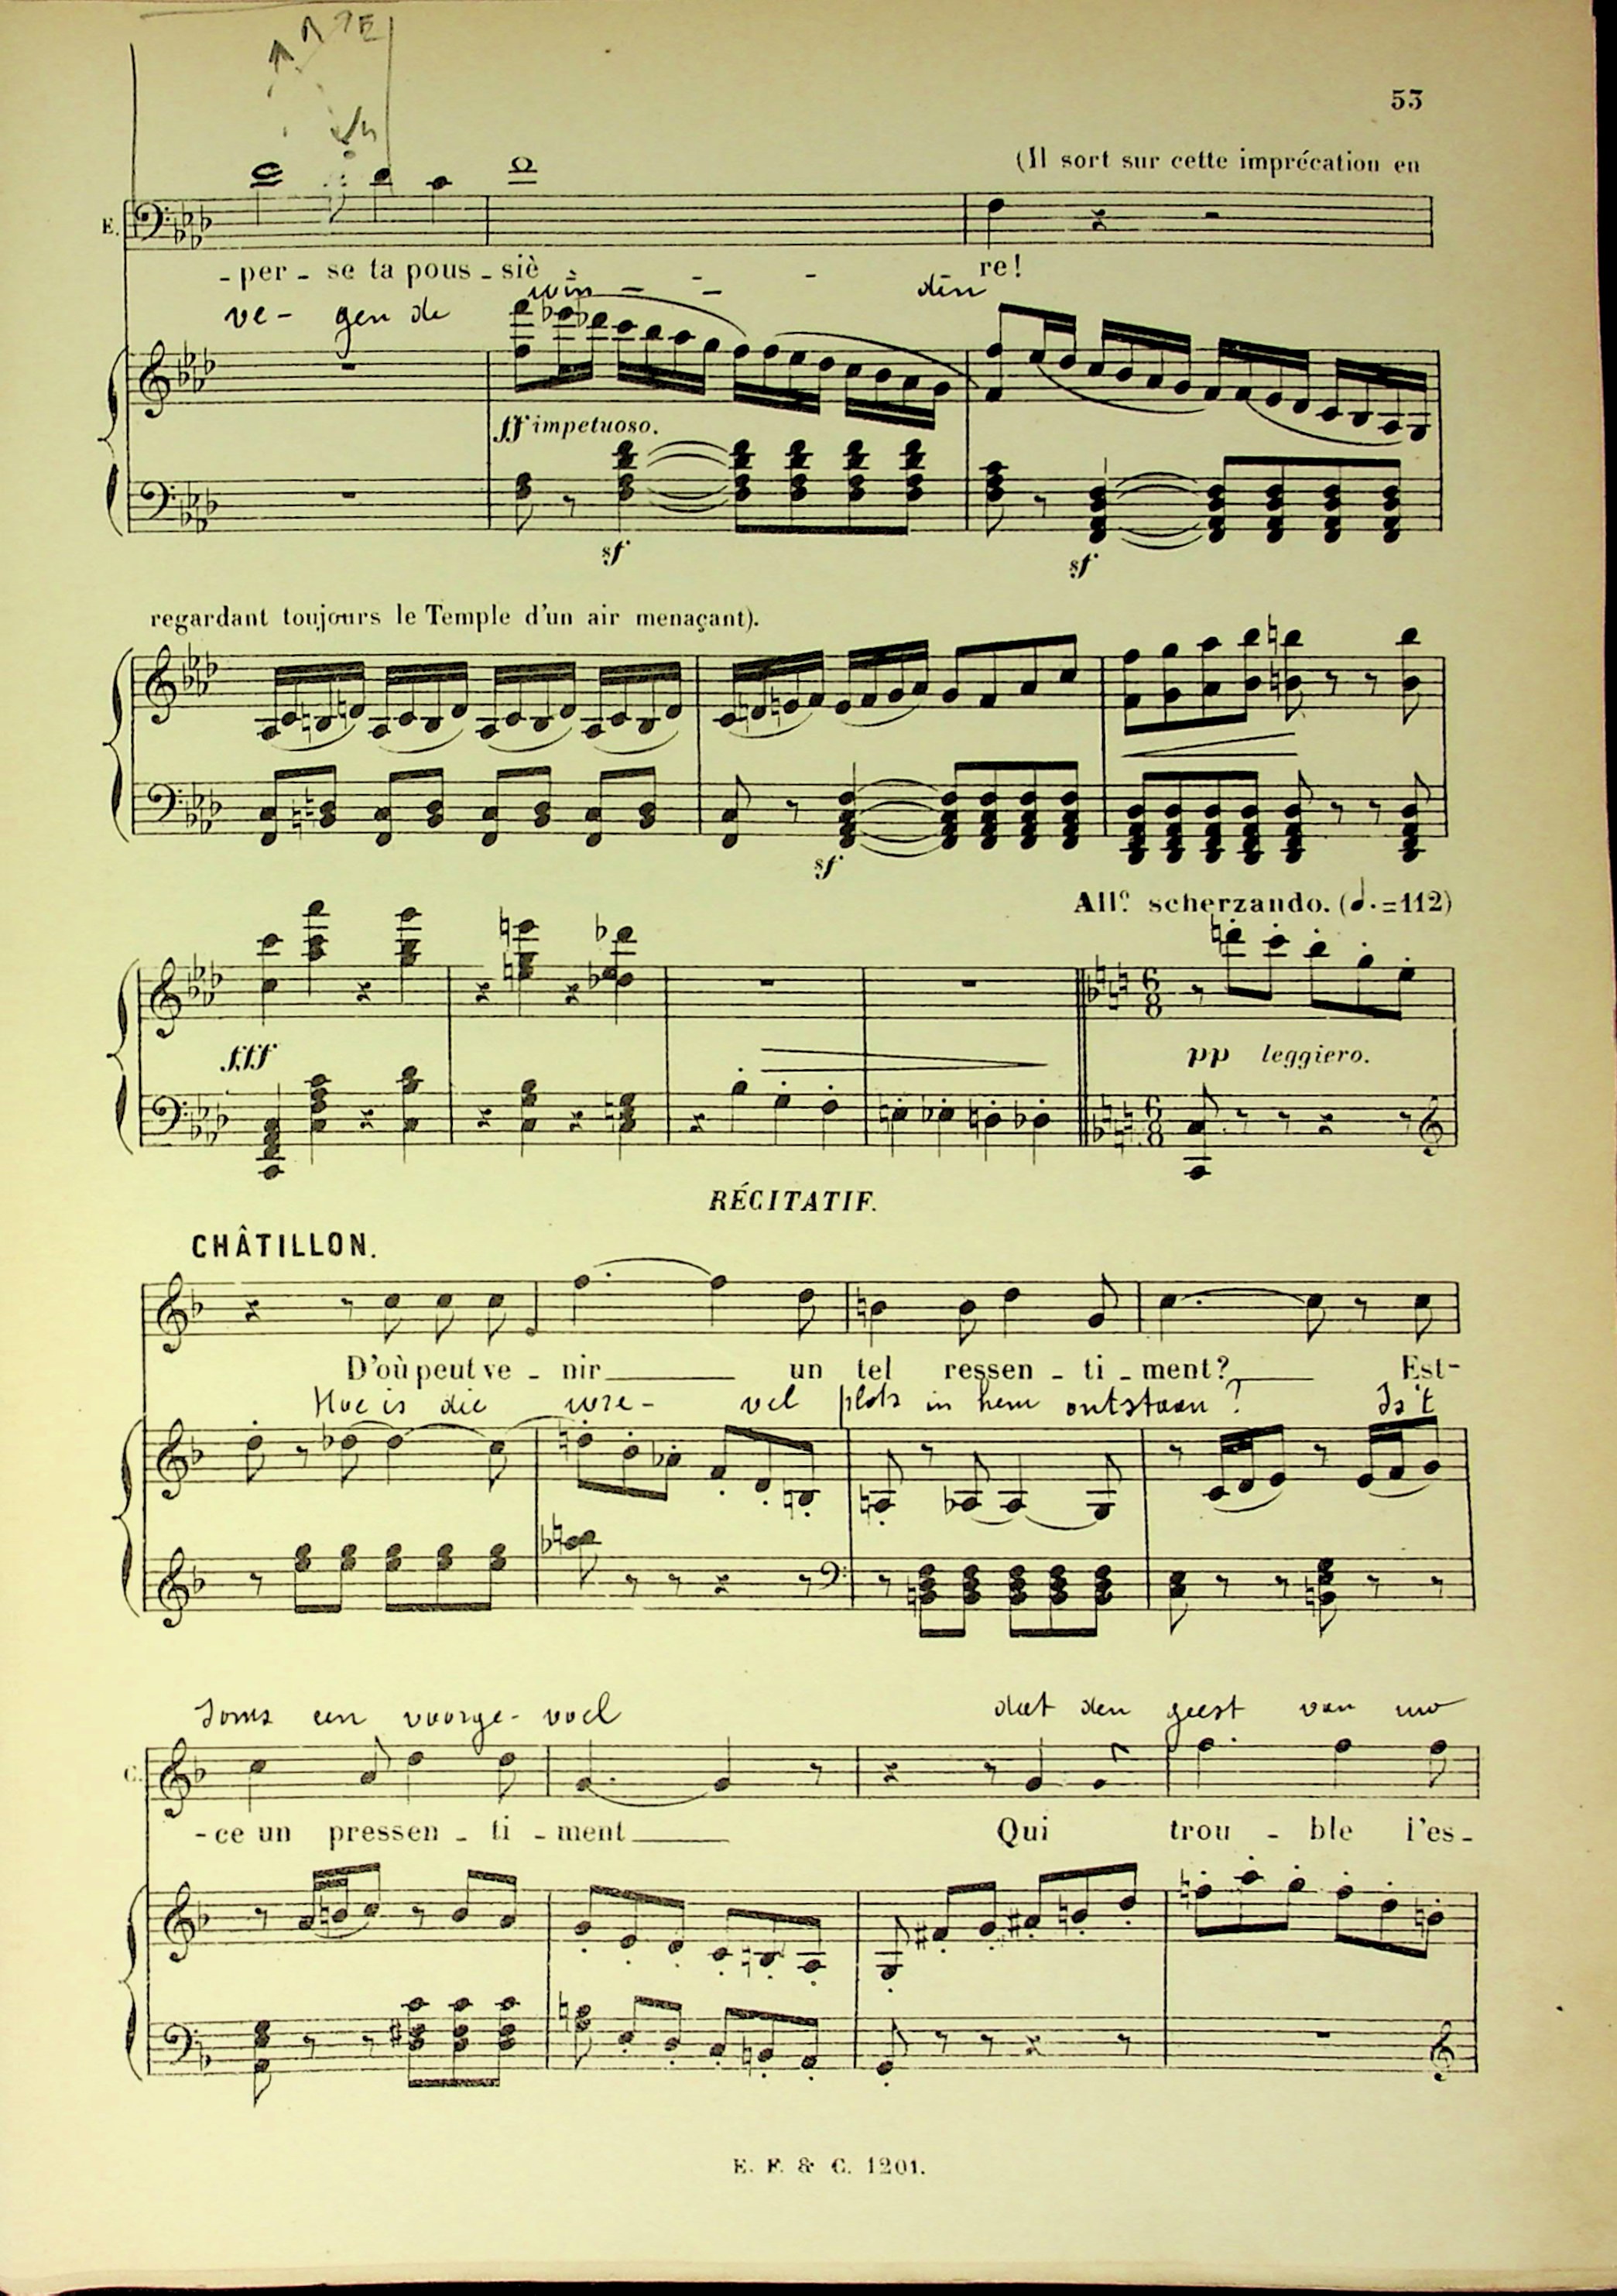 53
(Il sort sur cette imprécation en
E.
- per - se ta pous - siè - - - re!
ve - gen de win - - den
ff impetuoso.
sf sf
regardant toujours le Temple d'un air menaçant).
sf
All? scherzando. (♩.=112)
fff
pp leggiero.
RÉCITATIF.
CHÂTILLON.
D'où peut ve - nir un tel ressen - ti - ment? Est-
Hoe is die wre - vel plots in hem ontstaan? Is 't
soms een voorge - voel dat den geest van uw
C.
- ce un pressen - ti - ment Qui trou - ble l'es -
E. F. & C. 1201.